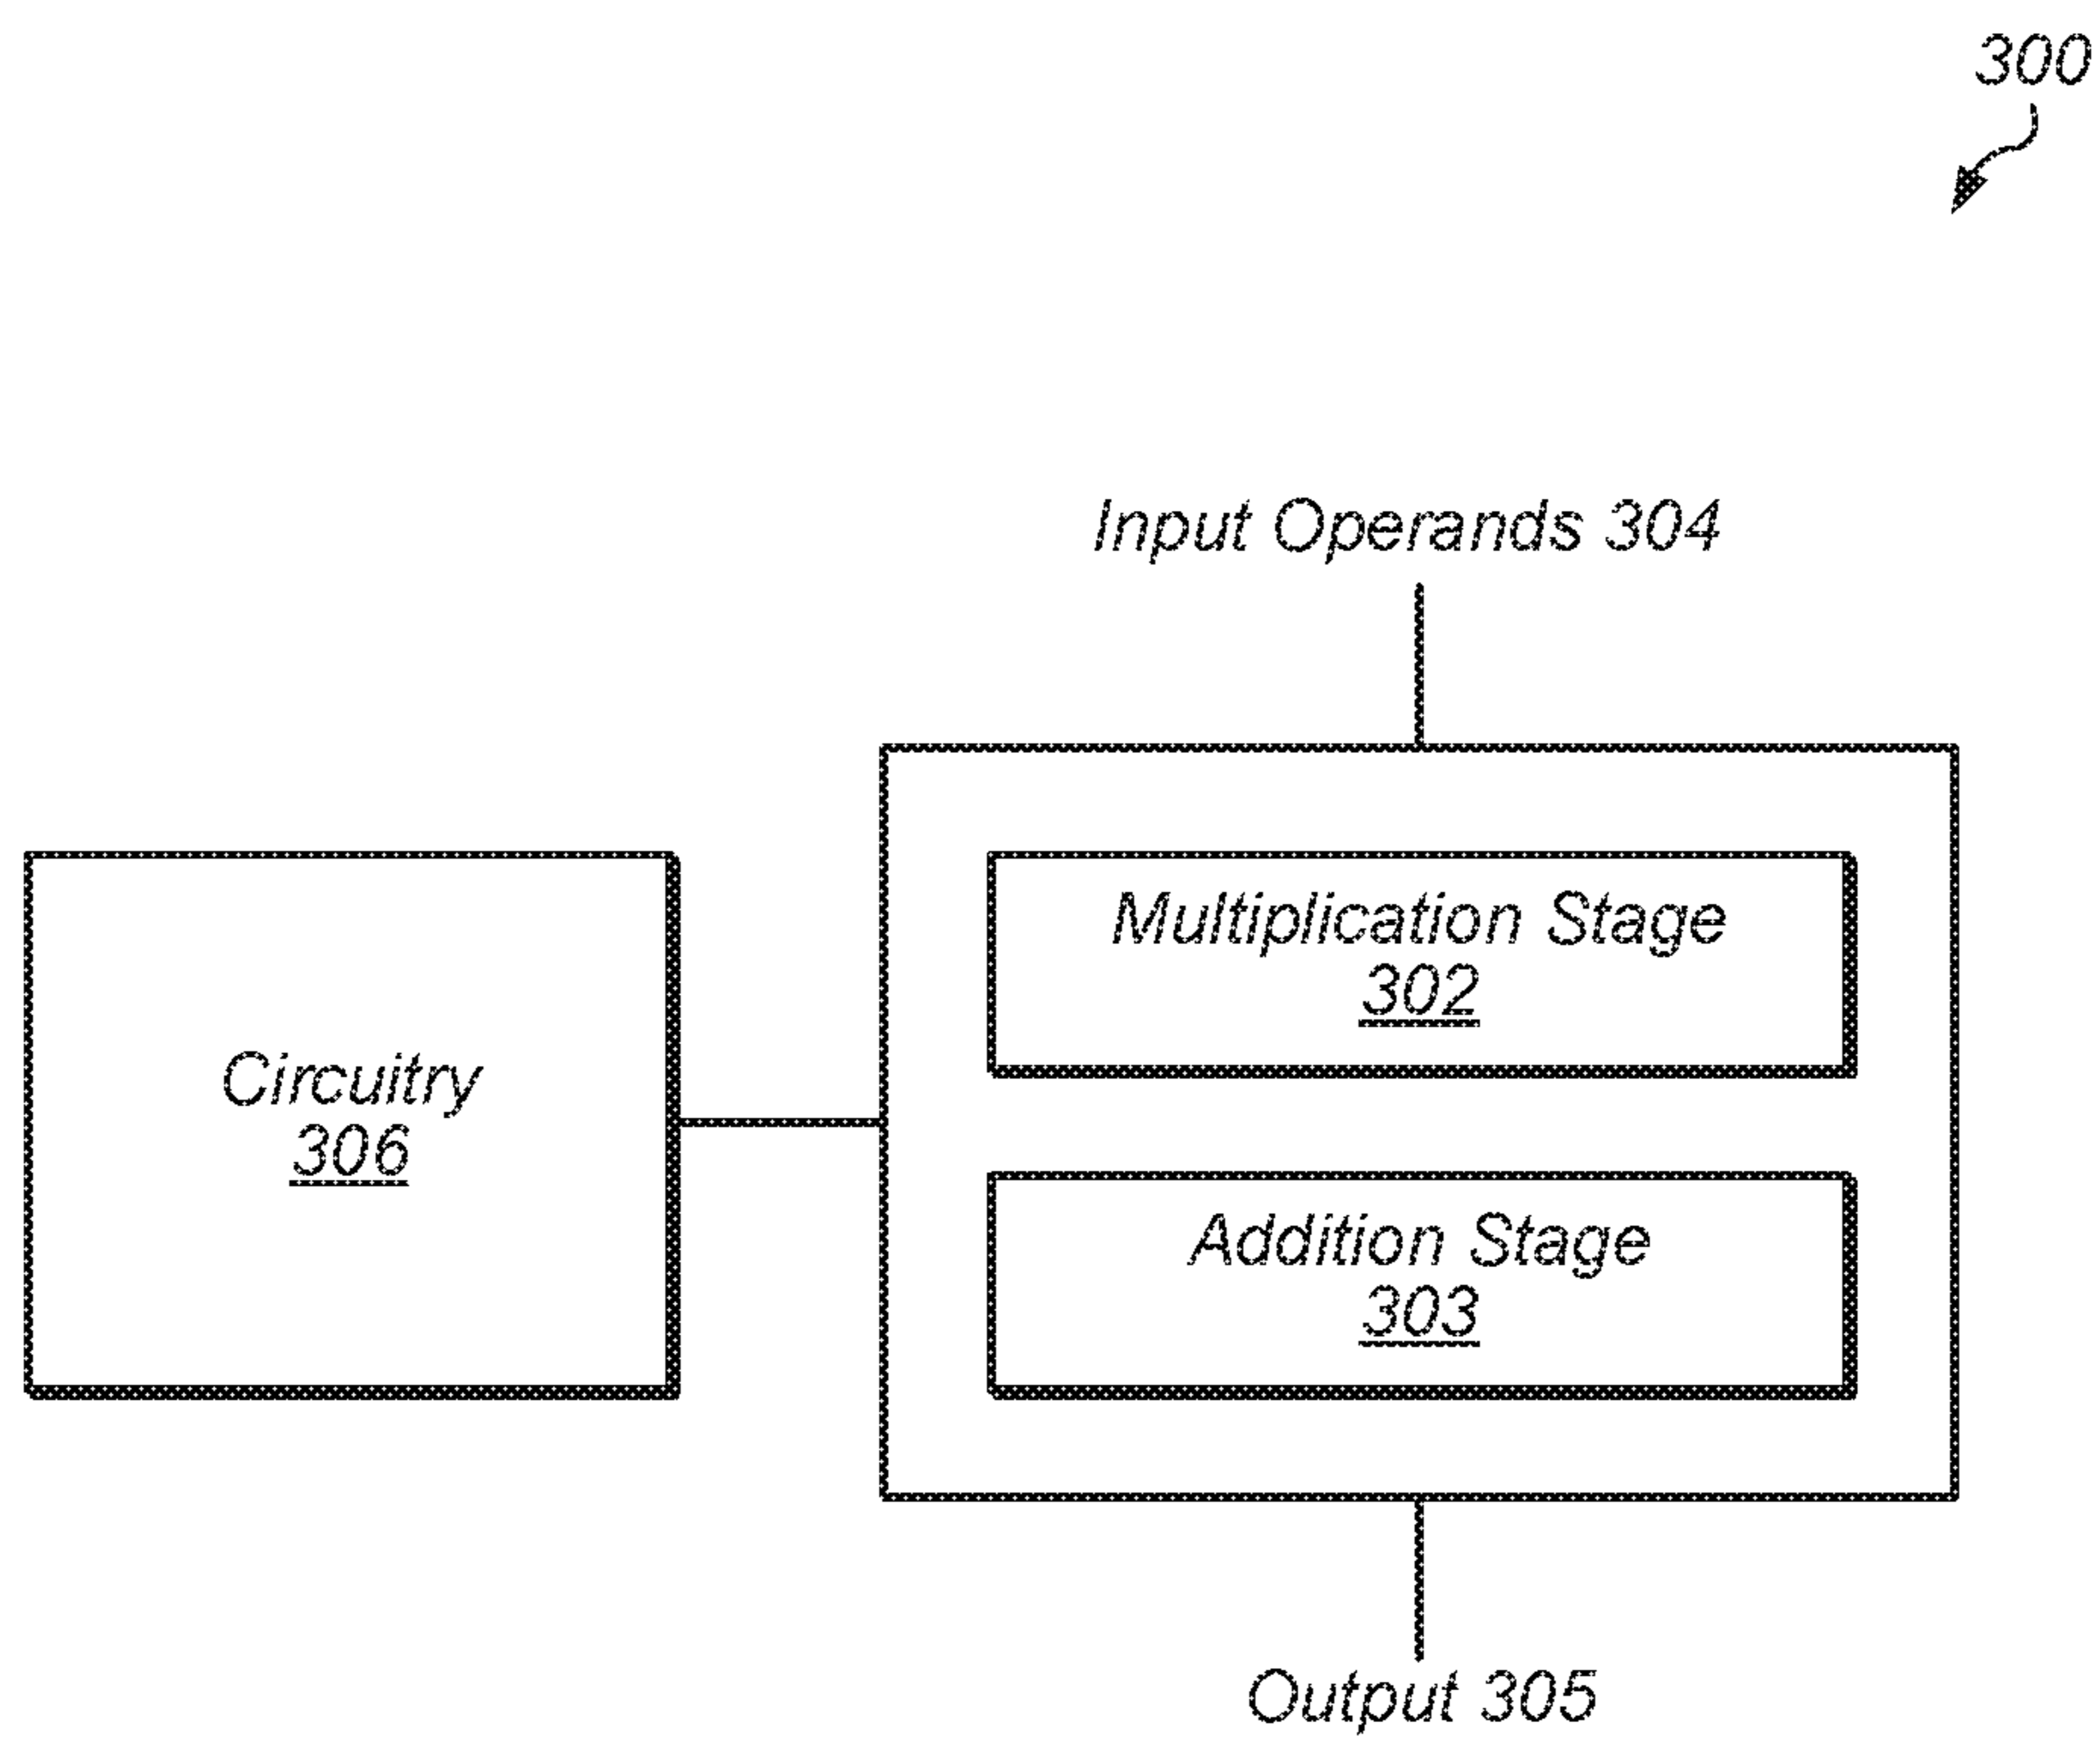 300
Input Operands 304
Multiplication Stage
302
Circuitry
306
Addition Stage
303
Output 305